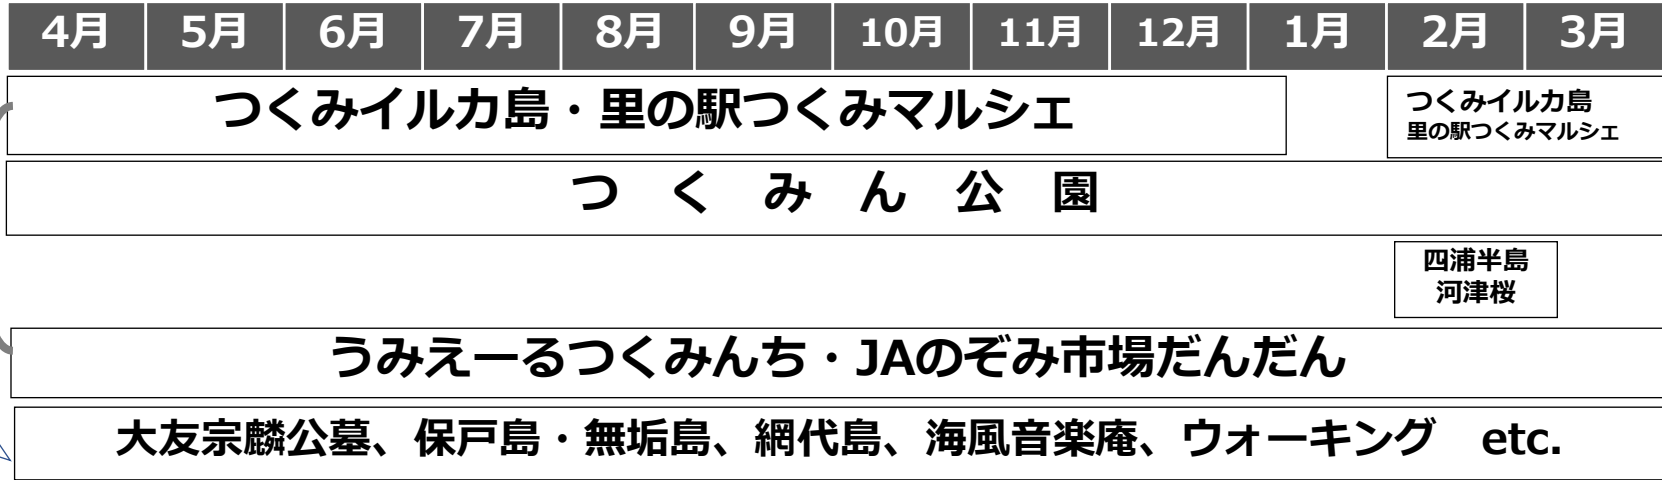 4月 5月 6月 7月 8月 9月 10月 11月 12月 1月 2月 3月
つくみイルカ島・里の駅つくみマルシェ
つくみイルカ島
里の駅つくみマルシェ
つ く み ん 公 園
四浦半島
河津桜
うみえーるつくみんち・JAのぞみ市場だんだん
大友宗麟公墓、保戸島・無垢島、網代島、海風音楽庵、ウォーキング　etc.